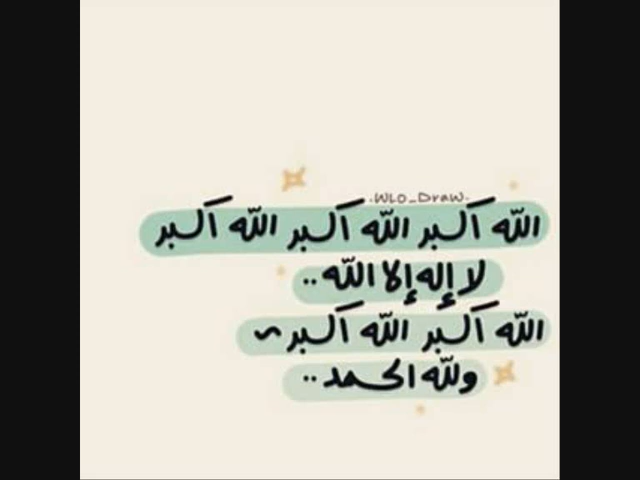 .WLO_Draw.
الله أكبر الله أكبر الله أكبر
لا إله إلا الله ..
الله أكبر الله أكبر ~
ولله الحمد ..